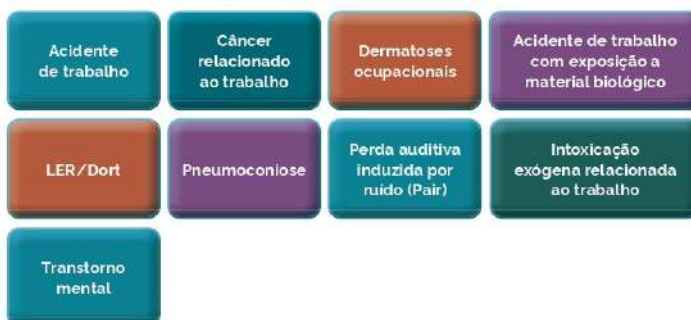 Acidente
de trabalho
Câncer
relacionado
ao trabalho
Dermatoses
ocupacionais
Acidente de trabalho
com exposição a
material biológico
LER/Dort
Pneumoconiose
Perda auditiva
induzida por
ruído (Pair)
Intoxicação
exógena relacionada
ao trabalho
Transtorno
mental